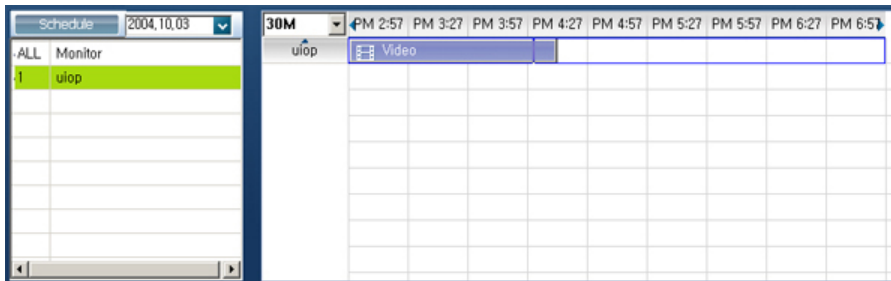 Schedule 2004,10,03 30M PM 2:57 PM 3:27 PM 3:57 PM 4:27 PM 4:57 PM 5:27 PM 5:57 PM 6:27 PM 6:57
ALL Monitor uiop Video
1 uiop